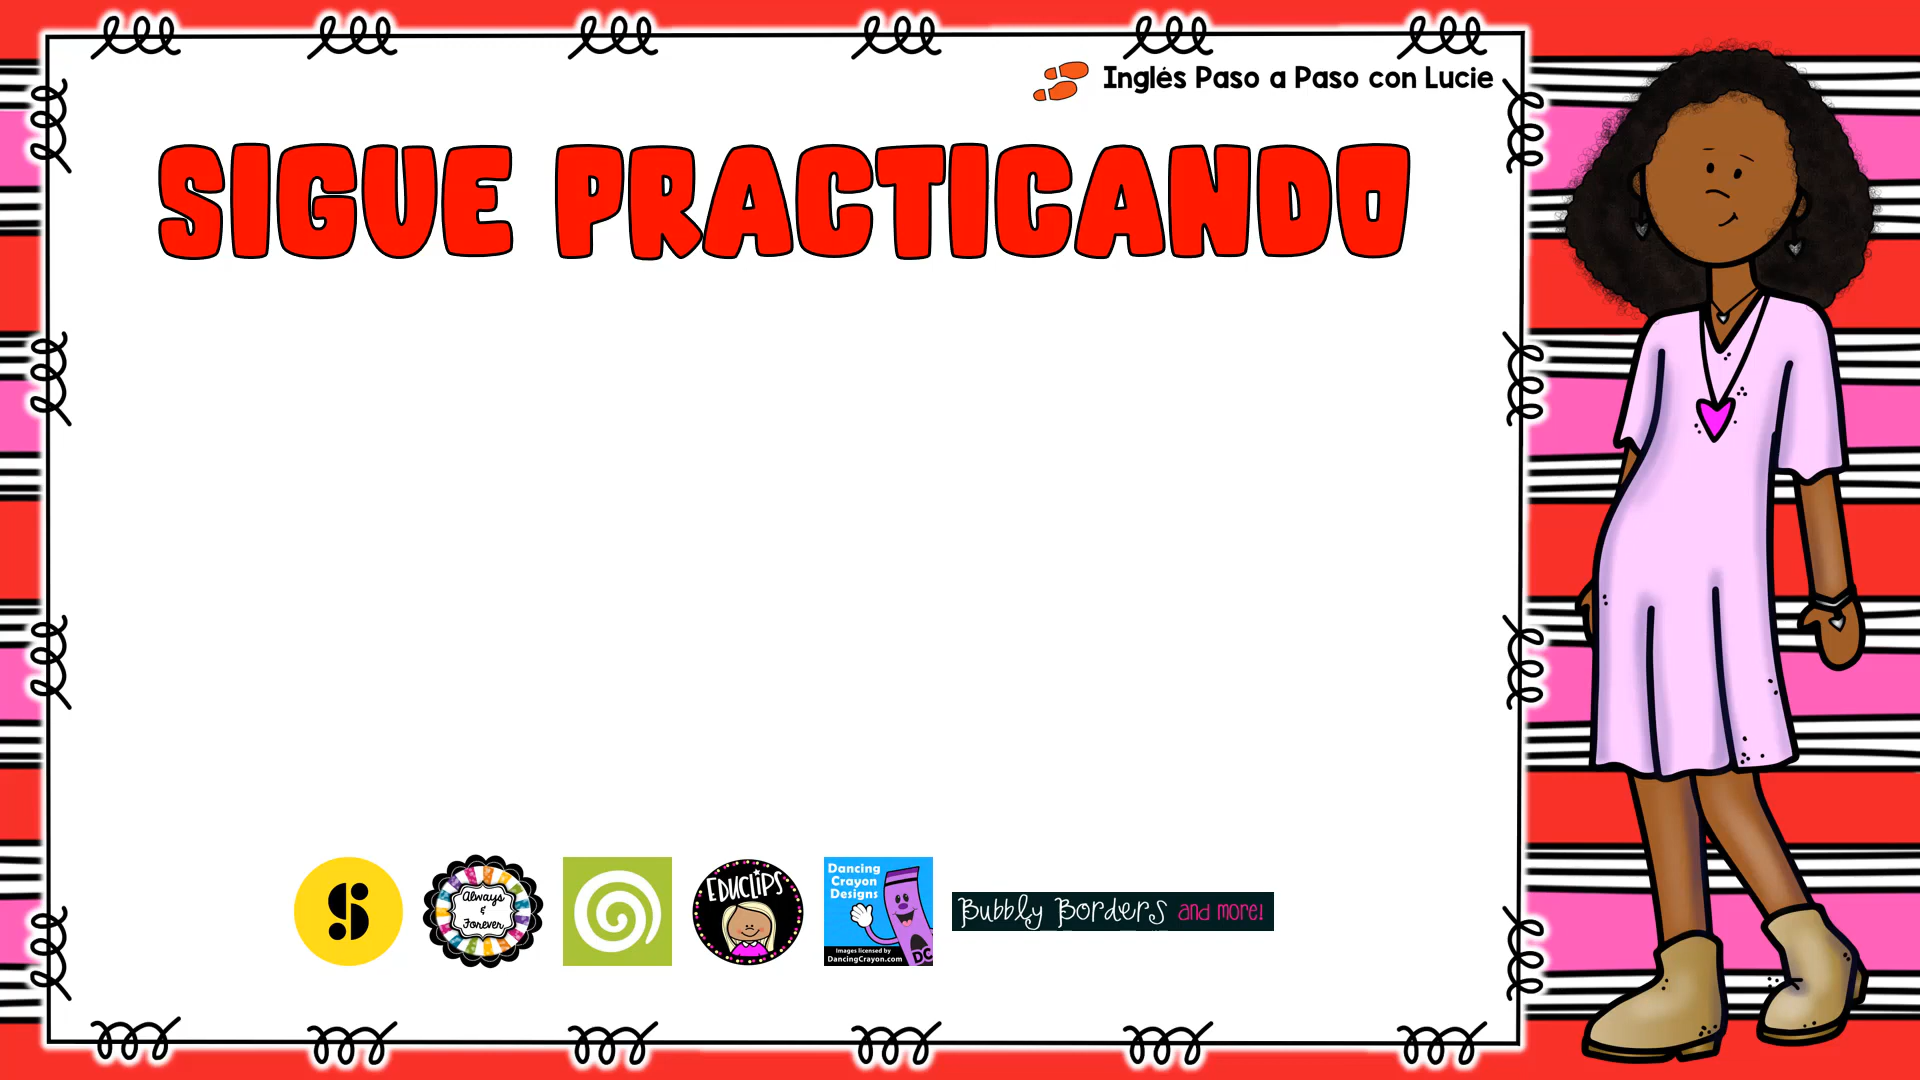 Inglés Paso a Paso con Lucie
SIGUE PRACTICANDO
S
Always
&
Forever
EDUCLIPS
Dancing
Crayon
Designs
DC
Images licensed by
DancingCrayon.com
Bubbly Borders and more!